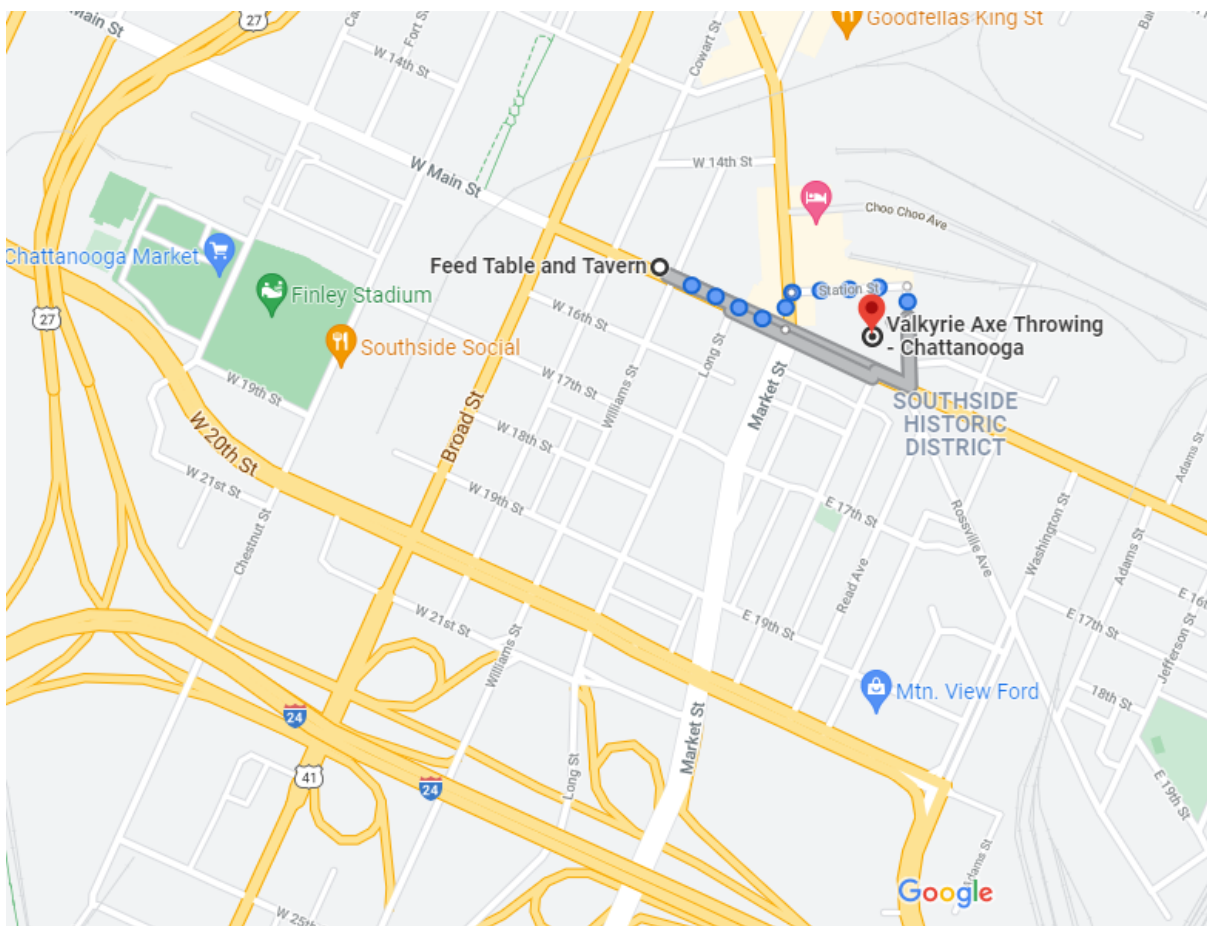 27
Goodfellas King St
Main St
Fort St
Cowart St
W 14th St
W 14th St
W Main St
Choo Choo Ave
Chattanooga Market
Feed Table and Tavern
Station St
Finley Stadium
27
W 16th St
Valkyrie Axe Throwing
- Chattanooga
Southside Social
Long St
W 17th St
W 19th St
Williams St
Market St
SOUTHSIDE
HISTORIC
DISTRICT
Broad St
W 20th St
W 18th St
Adams St
W 21st St
W 19th St
E 17th St
Rossville Ave
Washington St
Chestnut St
Adams St
Read Ave
E 16t
W 21st St
E 19th St
E 17th St
Jefferson St
Williams St
Mtn. View Ford
18th St
24
Market St
41
24
Long St
E 19th St
Adams St
Google
W 25th